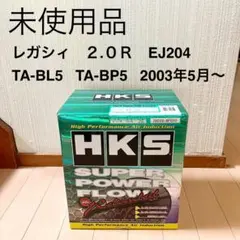 未使用品
レガシィ　２.０Ｒ　EJ204
TA-BL5　TA-BP5　2003年5月～
High Performance Air Induction
HKS
SUPER
POWER
FLOW
High Performance Air Induction